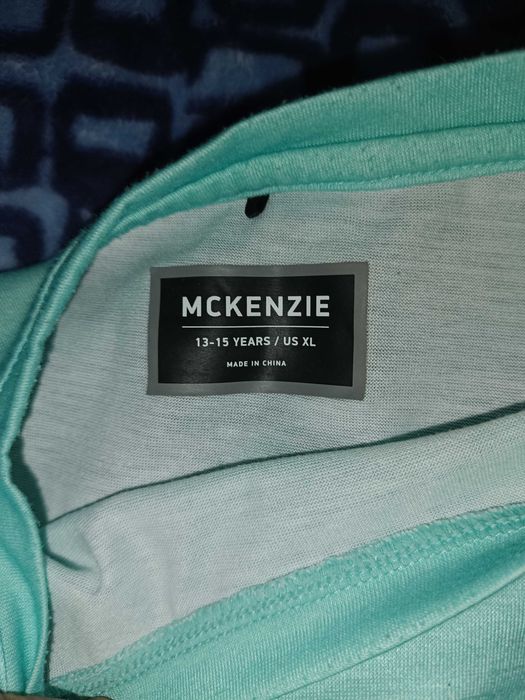 MCKENZIE
13-15 YEARS / US XL
MADE IN CHINA